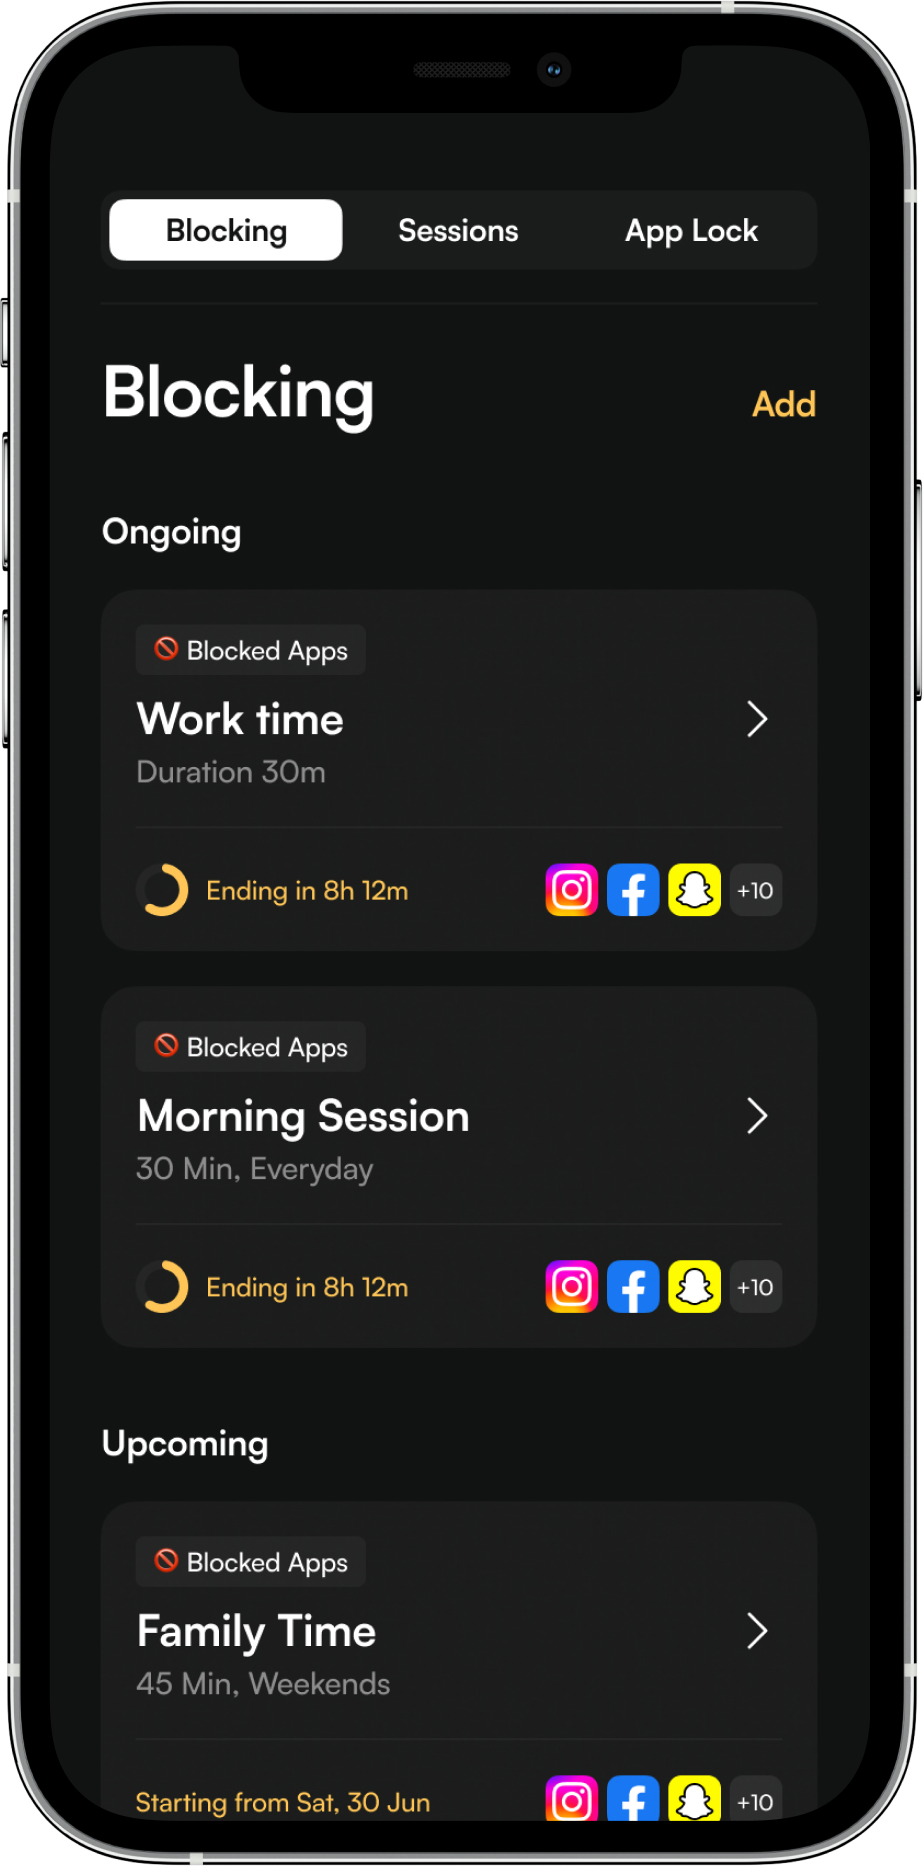 Blocking
Sessions
App Lock
Blocking
Add
Ongoing
Blocked Apps
Work time
Duration 30m
Ending in 8h 12m
+10
Blocked Apps
Morning Session
30 Min, Everyday
Ending in 8h 12m
+10
Upcoming
Blocked Apps
Family Time
45 Min, Weekends
Starting from Sat, 30 Jun
+10